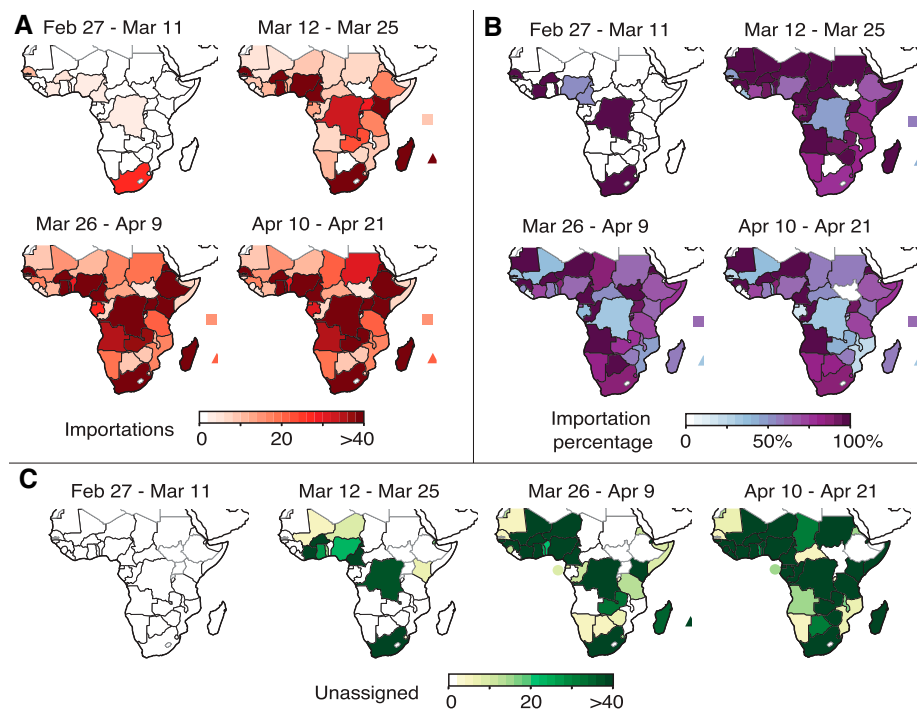 A
Feb 27 - Mar 11
Mar 12 - Mar 25
Mar 26 - Apr 9
Apr 10 - Apr 21
Importations
0
20
>40
B
Feb 27 - Mar 11
Mar 12 - Mar 25
Mar 26 - Apr 9
Apr 10 - Apr 21
Importation
percentage
0
50%
100%
C
Feb 27 - Mar 11
Mar 12 - Mar 25
Mar 26 - Apr 9
Apr 10 - Apr 21
Unassigned
0
20
>40